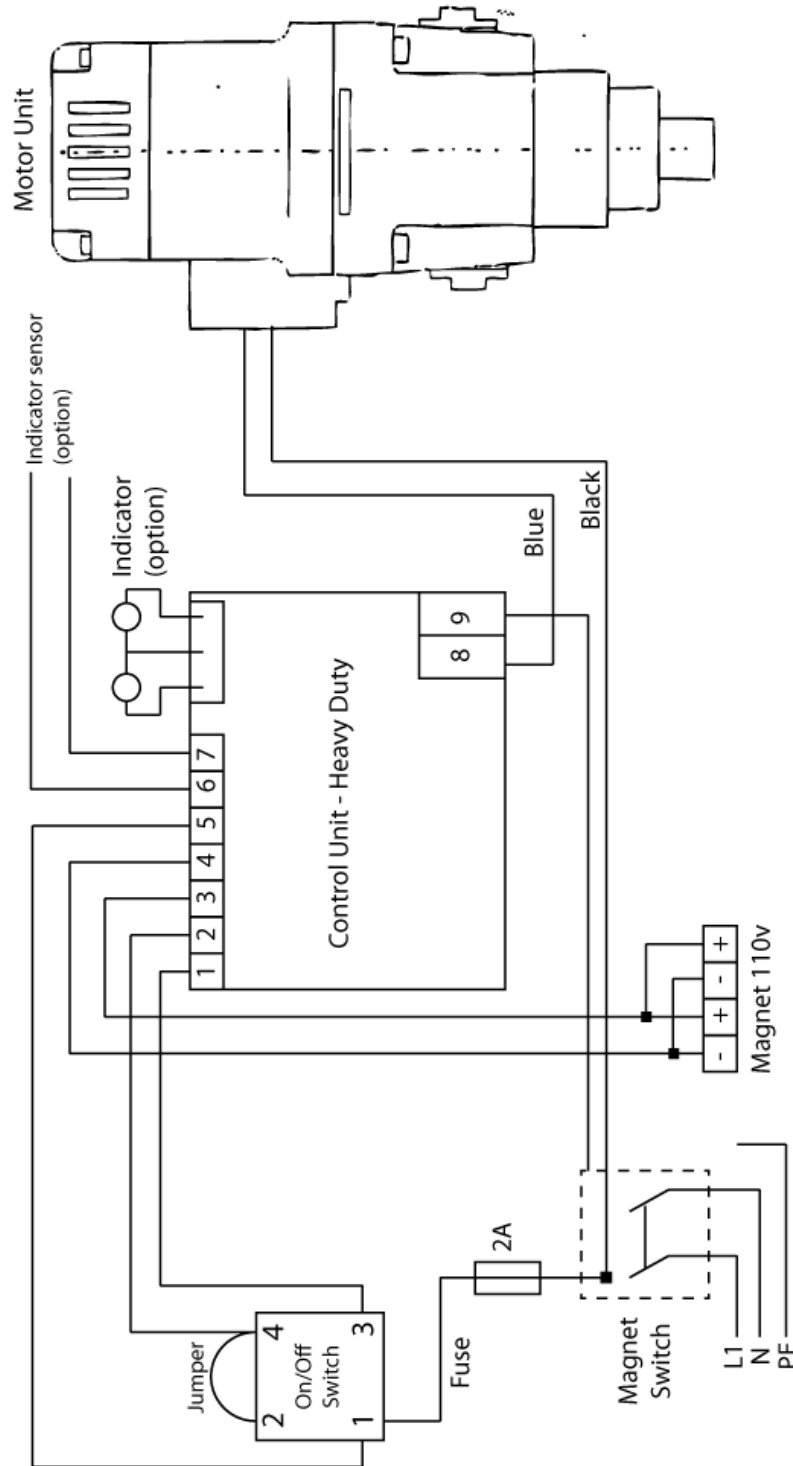 Motor Unit
Indicator sensor
(option)
Indicator
(option)
Blue
Black
1 2 3 4 5 6 7
Control Unit - Heavy Duty
8 9
- + - +
Magnet 110v
Jumper
2 4
On/Off
Switch
1 3
Fuse
2A
Magnet
Switch
L1
N
PE